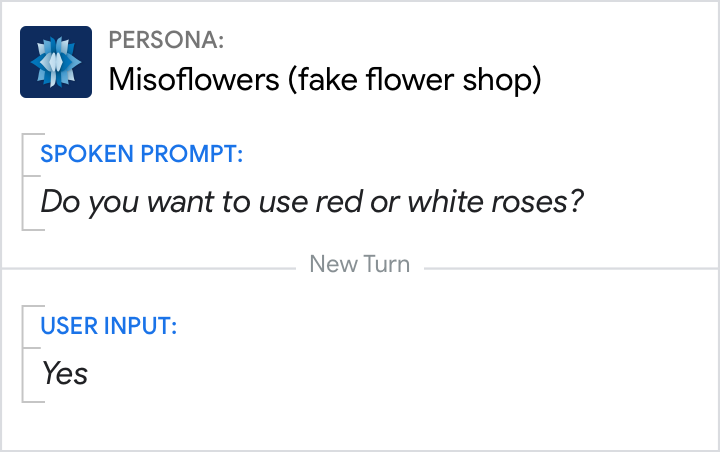 PERSONA:
Misoflowers (fake flower shop)
SPOKEN PROMPT:
Do you want to use red or white roses?
New Turn
USER INPUT:
Yes